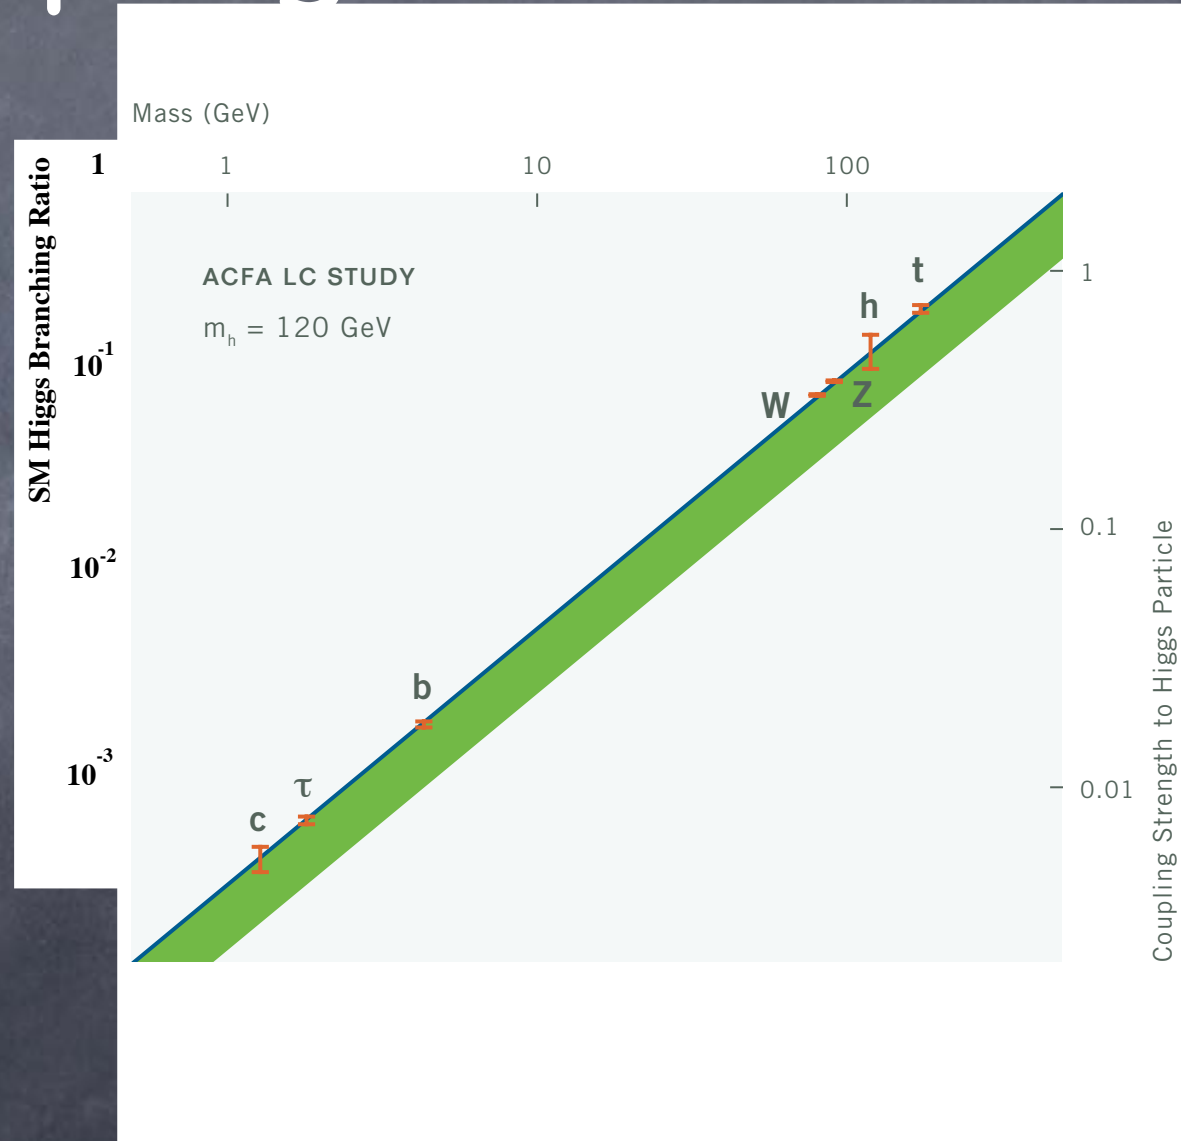 Mass (GeV)
1 10 100
SM Higgs Branching Ratio
1
10-1
10-2
10-3
ACFA LC STUDY
mh = 120 GeV
t
h
Z
W
b
τ
c
1
0.1
0.01
Coupling Strength to Higgs Particle